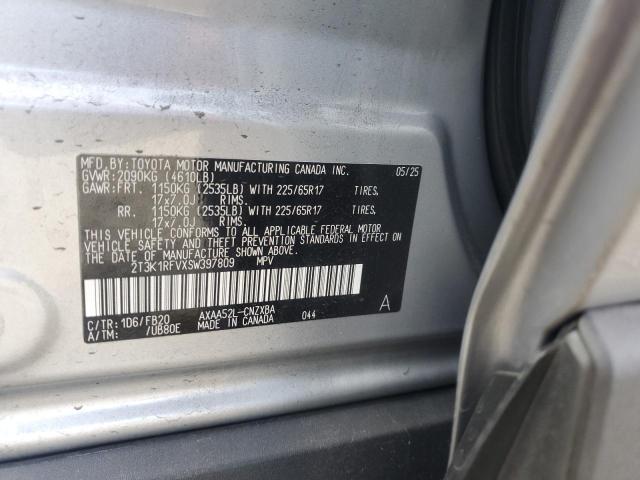 MFD. BY: TOYOTA MOTOR MANUFACTURING CANADA INC. 05/25
GVWR: 2090KG (4610LB)
GAWR: FRT. 1150KG (2535LB) WITH 225/65R17 TIRES,
17x7.0J RIMS,
RR. 1150KG (2535LB) WITH 225/65R17 TIRES,
17x7.0J RIMS,
THIS VEHICLE CONFORMS TO ALL APPLICABLE FEDERAL MOTOR
VEHICLE SAFETY AND THEFT PREVENTION STANDARDS IN EFFECT ON
THE DATE OF MANUFACTURE SHOWN ABOVE.
2T3K1RFVXSW397809 MPV
A
C/TR: 1D6/FB20 AXAA52L-CNZXBA 044
A/TM: /UB80E MADE IN CANADA